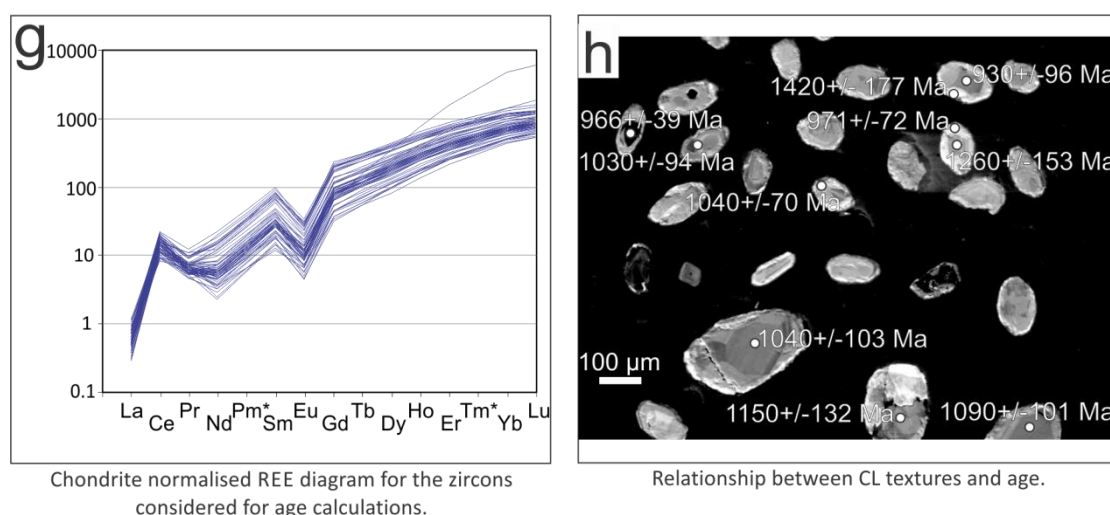 g
10000
1000
100
10
1
0.1
La Ce Pr Nd Pm* Sm Eu Gd Tb Dy Ho Er Tm* Yb Lu
Chondrite normalised REE diagram for the zircons
considered for age calculations.
h
1420+/- 177 Ma
930+/-96 Ma
966+/-39 Ma
971+/-72 Ma
1030+/-94 Ma
1260+/-153 Ma
1040+/-70 Ma
1040+/-103 Ma
100 µm
1150+/-132 Ma
1090+/-101 Ma
Relationship between CL textures and age.